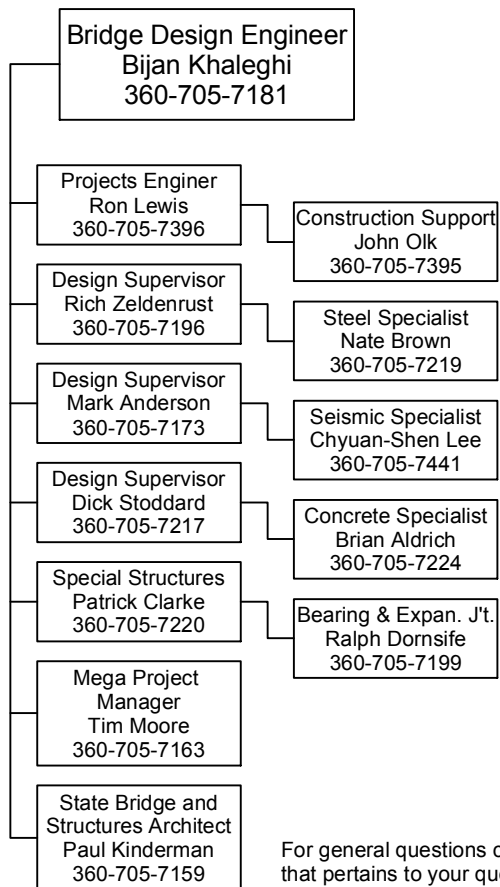 Bridge Design Engineer
Bijan Khaleghi
360-705-7181
Projects Enginer
Ron Lewis
360-705-7396
Construction Support
John Olk
360-705-7395
Design Supervisor
Rich Zeldenrust
360-705-7196
Steel Specialist
Nate Brown
360-705-7219
Design Supervisor
Mark Anderson
360-705-7173
Seismic Specialist
Chyuan-Shen Lee
360-705-7441
Design Supervisor
Dick Stoddard
360-705-7217
Concrete Specialist
Brian Aldrich
360-705-7224
Special Structures
Patrick Clarke
360-705-7220
Bearing & Expan. J't.
Ralph Dornsife
360-705-7199
Mega Project
Manager
Tim Moore
360-705-7163
State Bridge and
Structures Architect
Paul Kinderman
360-705-7159
For general questions
that pertains to your